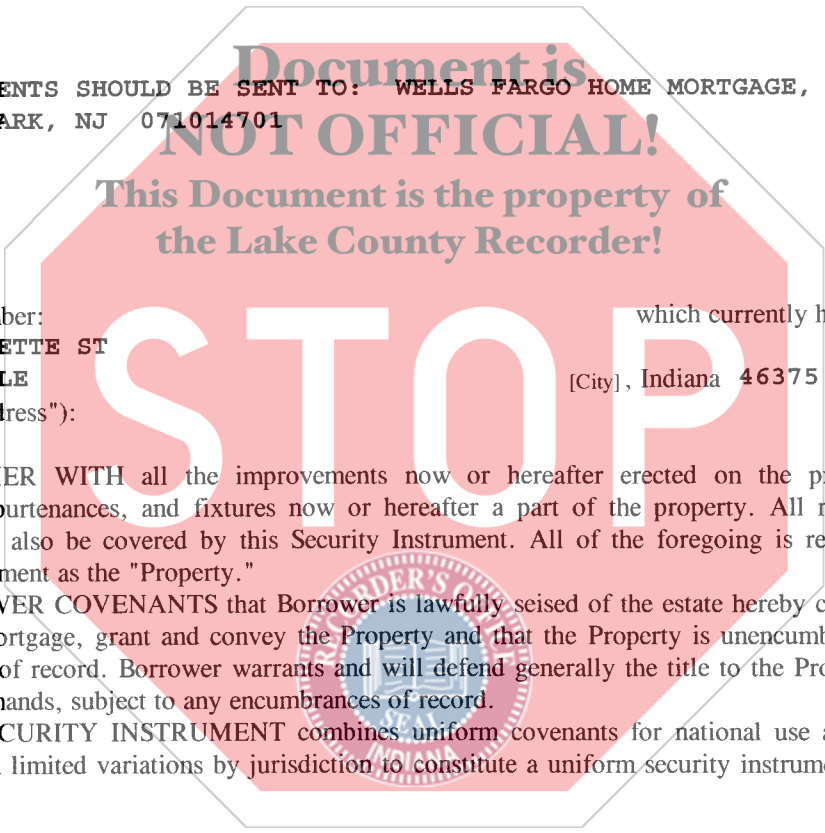 Document is
ENTS SHOULD BE SENT TO: WELLS FARGO HOME MORTGAGE,
ARK, NJ 071014701
NOT OFFICIAL!
This Document is the property of
the Lake County Recorder!
ber:
which currently h
ETTE ST
LE
[City], Indiana 46375
dress"):
STOP
ER WITH all the improvements now or hereafter erected on the p
urtenances, and fixtures now or hereafter a part of the property. All r
also be covered by this Security Instrument. All of the foregoing is re
ment as the "Property."
VER COVENANTS that Borrower is lawfully seised of the estate hereby c
ortgage, grant and convey the Property and that the Property is unencumb
of record. Borrower warrants and will defend generally the title to the Pro
ands, subject to any encumbrances of record.
CURITY INSTRUMENT combines uniform covenants for national use a
limited variations by jurisdiction to constitute a uniform security instrume
RECORDER'S OFFICE
SEAL
INDIANA